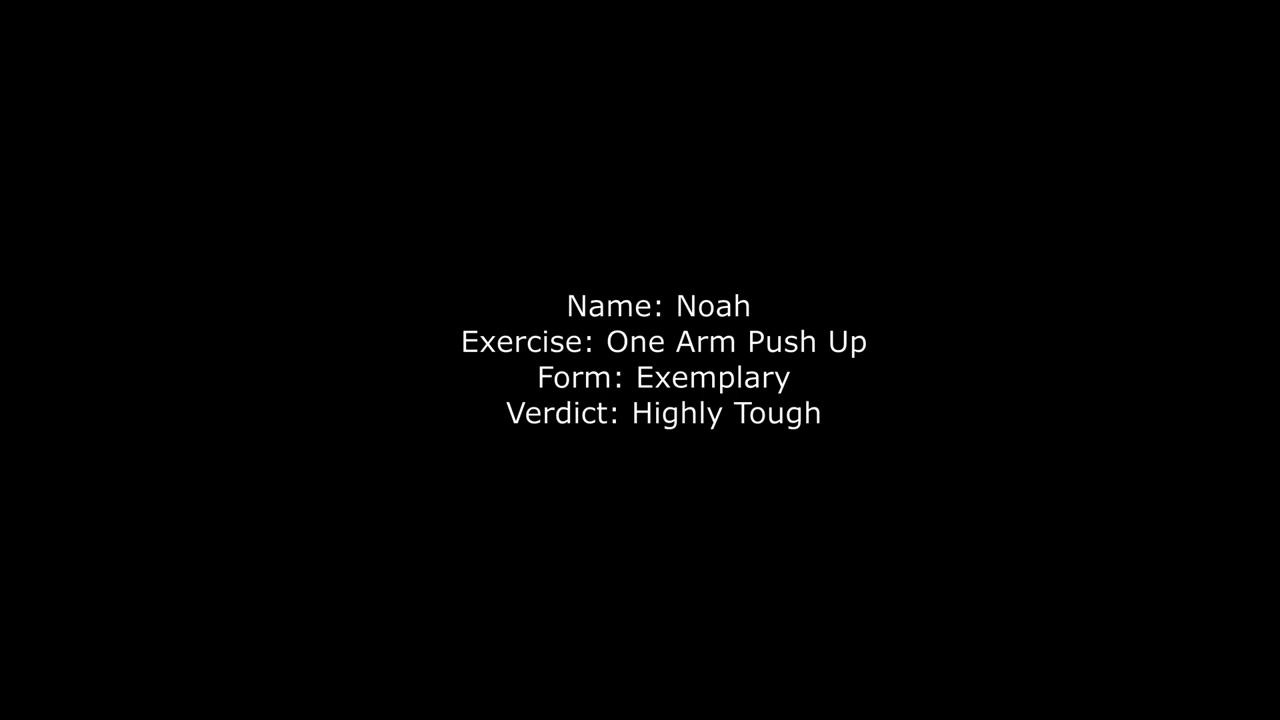 Name: Noah
Exercise: One Arm Push Up
Form: Exemplary
Verdict: Highly Tough